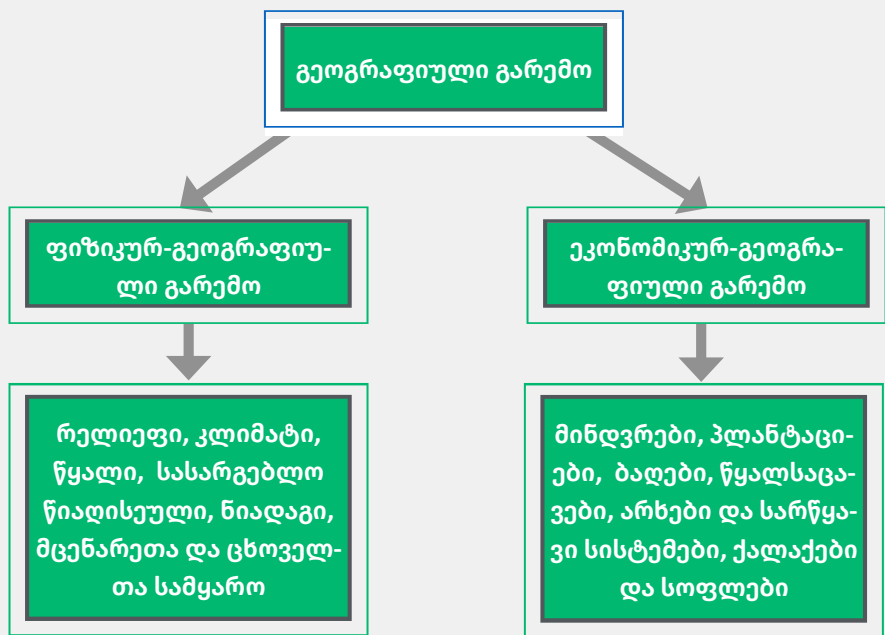 გეოგრაფიული გარემო
ფიზიკურ-გეოგრაფიუ-
ლი გარემო
ეკონომიკურ-გეოგრა-
ფიული გარემო
რელიეფი, კლიმატი,
წყალი, სასარგებლო
წიაღისეული, ნიადაგი,
მცენარეთა და ცხოველ-
თა სამყარო
მინდვრები, პლანტაცი-
ები, ბაღები, წყალსაცა-
ვები, არხები და სარწყა-
ვი სისტემები, ქალაქები
და სოფლები